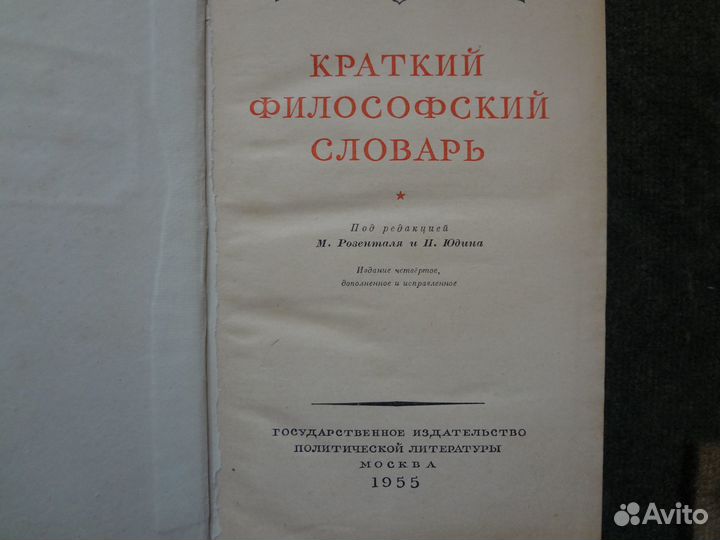 КРАТКИЙ
ФИЛОСОФСКИЙ
СЛОВАРЬ
Под редакцией
М. Розенталя и П. Юдина
Издание четвёртое,
дополненное и исправленное
ГОСУДАРСТВЕННОЕ ИЗДАТЕЛЬСТВО
ПОЛИТИЧЕСКОЙ ЛИТЕРАТУРЫ
МОСКВА
1955
Avito